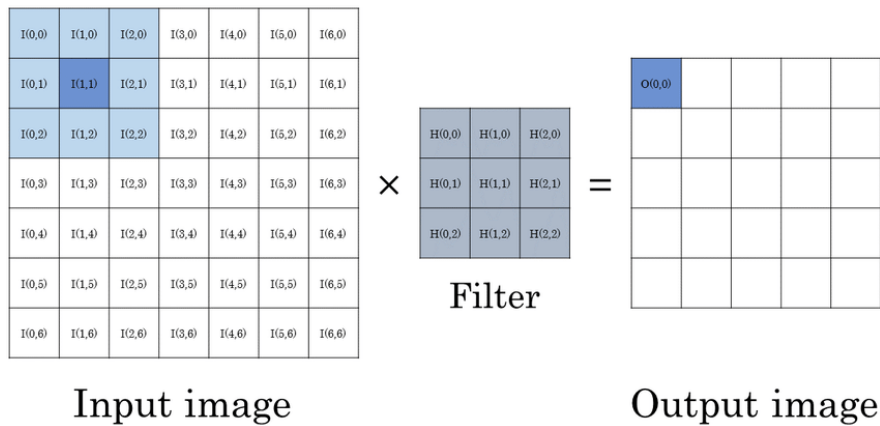 I(0,0) I(1,0) I(2,0) I(3,0) I(4,0) I(5,0) I(6,0)
I(0,1) I(1,1) I(2,1) I(3,1) I(4,1) I(5,1) I(6,1)
I(0,2) I(1,2) I(2,2) I(3,2) I(4,2) I(5,2) I(6,2)
I(0,3) I(1,3) I(2,3) I(3,3) I(4,3) I(5,3) I(6,3)
I(0,4) I(1,4) I(2,4) I(3,4) I(4,4) I(5,4) I(6,4)
I(0,5) I(1,5) I(2,5) I(3,5) I(4,5) I(5,5) I(6,5)
I(0,6) I(1,6) I(2,6) I(3,6) I(4,6) I(5,6) I(6,6)
Input image
×
H(0,0) H(1,0) H(2,0)
H(0,1) H(1,1) H(2,1)
H(0,2) H(1,2) H(2,2)
Filter
=
O(0,0)
Output image